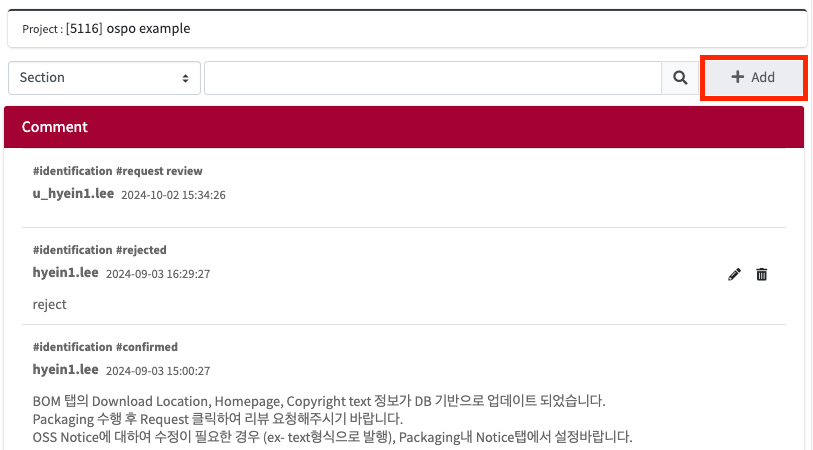 Project : [5116] ospo example
Section
Add
Comment
#identification #request review
u_hyein1.lee 2024-10-02 15:34:26
#identification #rejected
hyein1.lee 2024-09-03 16:29:27
reject
#identification #confirmed
hyein1.lee 2024-09-03 15:00:27
BOM 탭의 Download Location, Homepage, Copyright text 정보가 DB 기반으로 업데이트 되었습니다.
Packaging 수행 후 Request 클릭하여 리뷰 요청해주시기 바랍니다.
OSS Notice에 대하여 수정이 필요한 경우 (ex- text형식으로 발행), Packaging내 Notice탭에서 설정바랍니다.